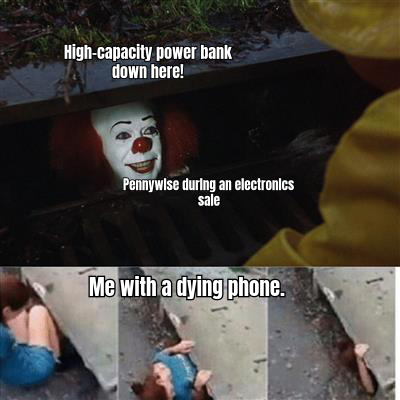 High-capacity power bank
down here!
Pennywise during an electronics
sale
Me with a dying phone.